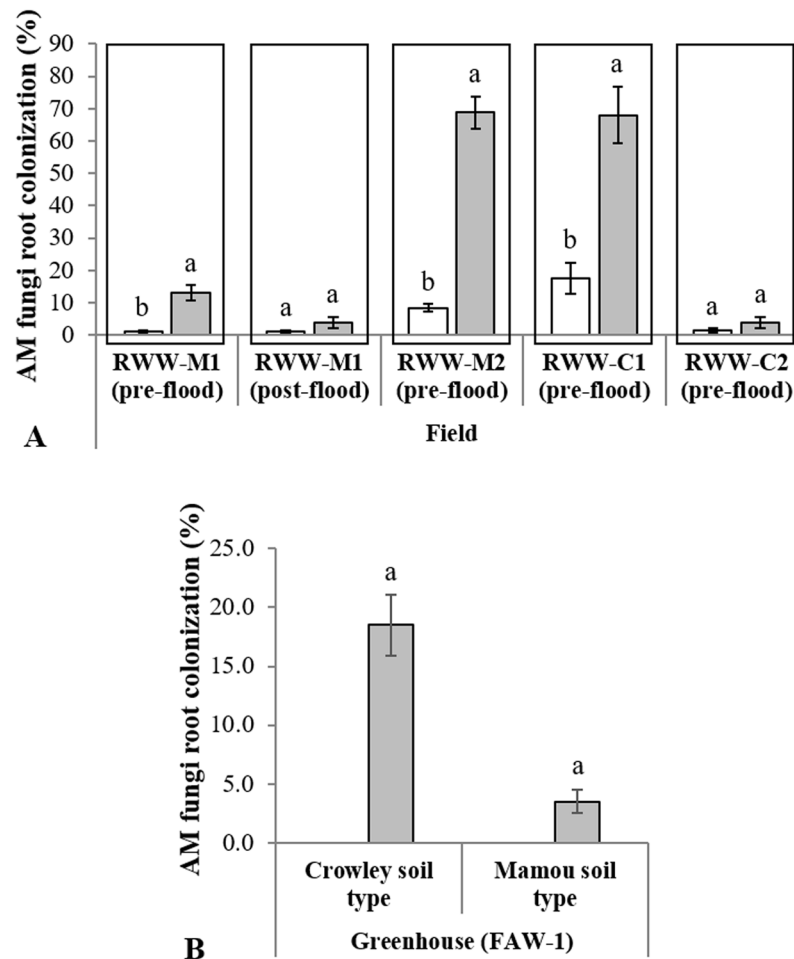 AM fungi root colonization (%)
90
80
70
60
50
40
30
20
10
0
b a a a b a b a a a
RWW-M1 RWW-M1 RWW-M2 RWW-C1 RWW-C2
(pre-flood) (post-flood) (pre-flood) (pre-flood) (pre-flood)
Field
A
AM fungi root colonization (%)
25.0
20.0
15.0
10.0
5.0
0.0
a
a
Crowley soil Mamou soil
type type
Greenhouse (FAW-1)
B